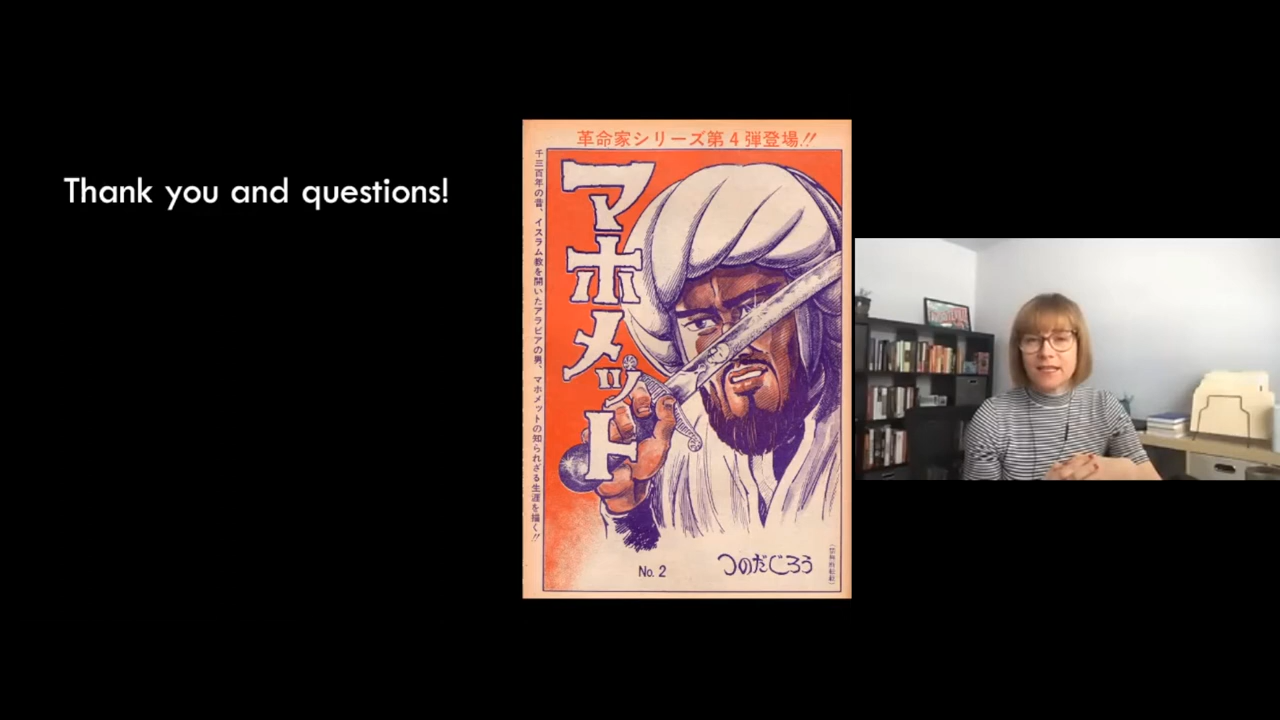 Thank you and questions!
革命家シリーズ第4弾登場!!
千三百年の昔、イスラム教を開いたアラビアの男、マホメットの知られざる生涯を描く!!
マホメット
No. 2
つのだじろう